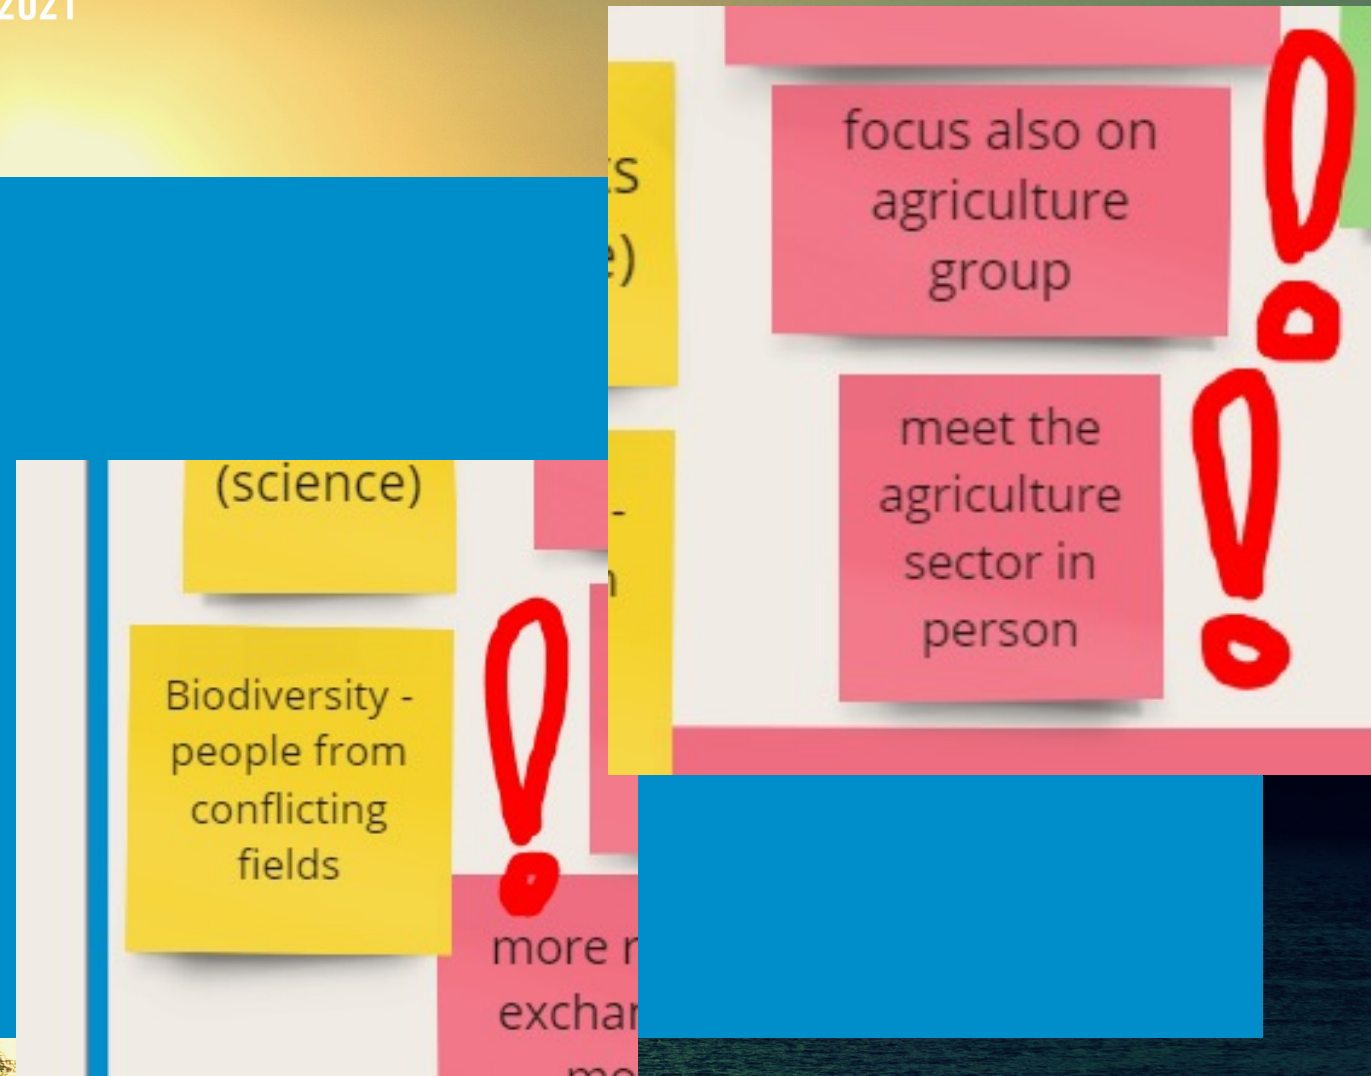 2021
focus also on
agriculture
group
meet the
agriculture
sector in
person
(science)
Biodiversity -
people from
conflicting
fields
more